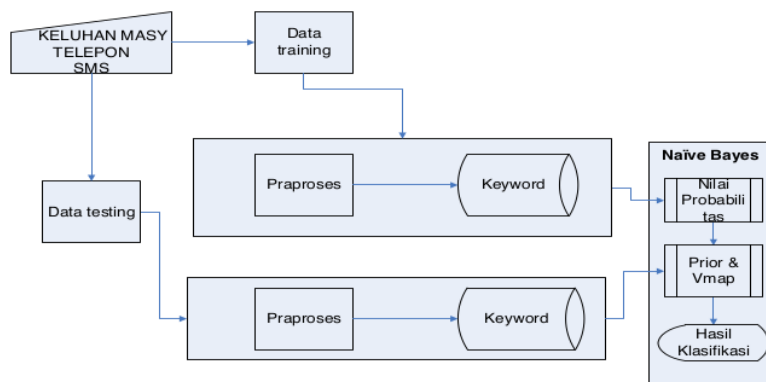 KELUHAN MASY
TELEPON
SMS
Data
training
Praproses
Keyword
Naïve Bayes
Nilai
Probabili
tas
Data testing
Prior &
Vmap
Praproses
Keyword
Hasil
Klasifikasi